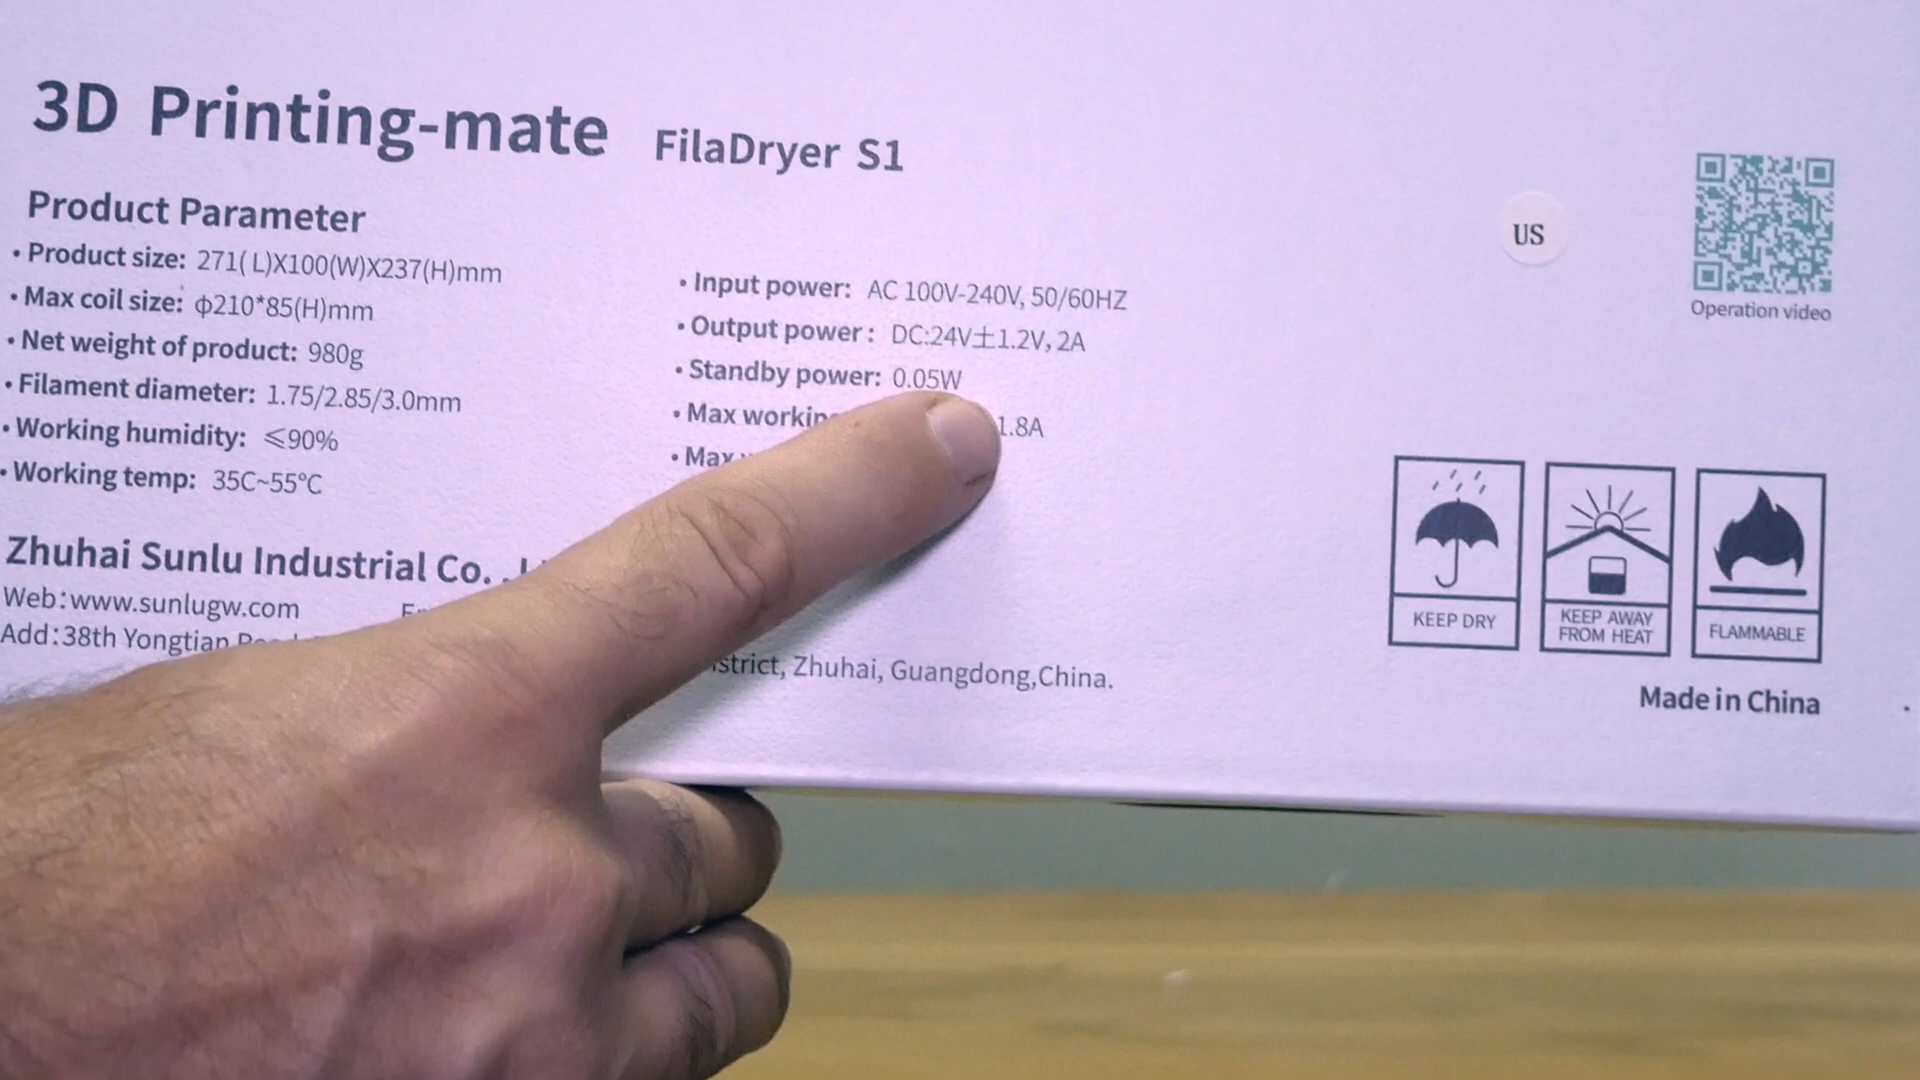 3D Printing-mate FilaDryer S1
Product Parameter
• Product size: 271( L)X100(W)X237(H)mm
• Max coil size: φ210*85(H)mm
• Net weight of product: 980g
• Filament diameter: 1.75/2.85/3.0mm
• Working humidity: ≤90%
• Working temp: 35C~55°C
• Input power: AC 100V-240V, 50/60HZ
• Output power: DC:24V±1.2V, 2A
• Standby power: 0.05W
• Max 1.8A
• Max
Zhuhai Sunlu Industrial Co.
Web:www.sunlugw.com
Add:38th Yongtian Zhuhai, Guangdong,China.
US
Operation video
KEEP DRY
KEEP AWAY
FROM HEAT
FLAMMABLE
Made in China